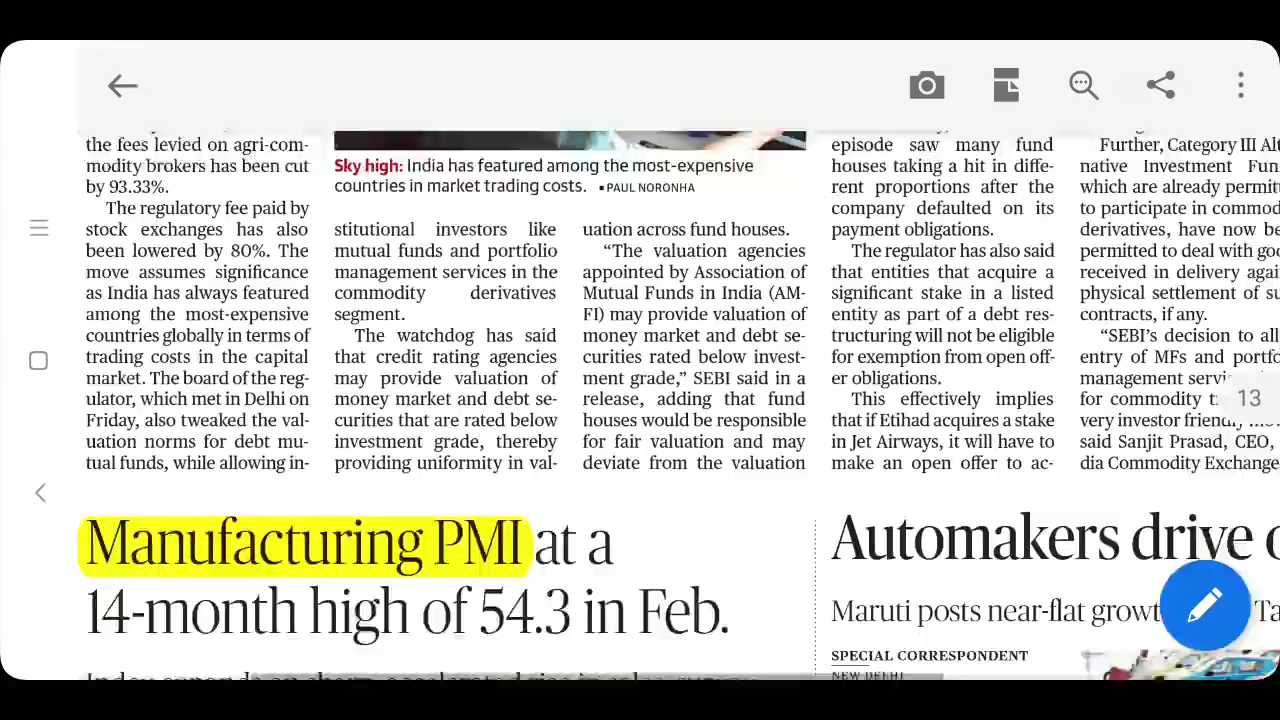 the fees levied on agri-com-
modity brokers has been cut
by 93.33%.
The regulatory fee paid by
stock exchanges has also
been lowered by 80%. The
move assumes significance
as India has always featured
among the most-expensive
countries globally in terms of
trading costs in the capital
market. The board of the reg-
ulator, which met in Delhi on
Friday, also tweaked the val-
uation norms for debt mu-
tual funds, while allowing in-
Sky high: India has featured among the most-expensive
countries in market trading costs. ▪ PAUL NORONHA
stitutional investors like
mutual funds and portfolio
management services in the
commodity derivatives
segment.
The watchdog has said
that credit rating agencies
may provide valuation of
money market and debt se-
curities that are rated below
investment grade, thereby
providing uniformity in val-
uation across fund houses.
“The valuation agencies
appointed by Association of
Mutual Funds in India (AM-
FI) may provide valuation of
money market and debt se-
curities rated below invest-
ment grade,” SEBI said in a
release, adding that fund
houses would be responsible
for fair valuation and may
deviate from the valuation
episode saw many fund
houses taking a hit in diffe-
rent proportions after the
company defaulted on its
payment obligations.
The regulator has also said
that entities that acquire a
significant stake in a listed
entity as part of a debt res-
tructuring will not be eligible
for exemption from open off-
er obligations.
This effectively implies
that if Etihad acquires a stake
in Jet Airways, it will have to
make an open offer to ac-
Further, Category III Alt
native Investment Fun
which are already permitt
to participate in commod
derivatives, have now be
permitted to deal with goo
received in delivery agai
physical settlement of su
contracts, if any.
“SEBI’s decision to all
entry of MFs and portfo
management servi
for commodity t
very investor friendly
said Sanjit Prasad, CEO,
dia Commodity Exchange
13
Manufacturing PMI at a
14-month high of 54.3 in Feb.
Automakers drive
Maruti posts near-flat growt Ta
SPECIAL CORRESPONDENT
NEW DELHI